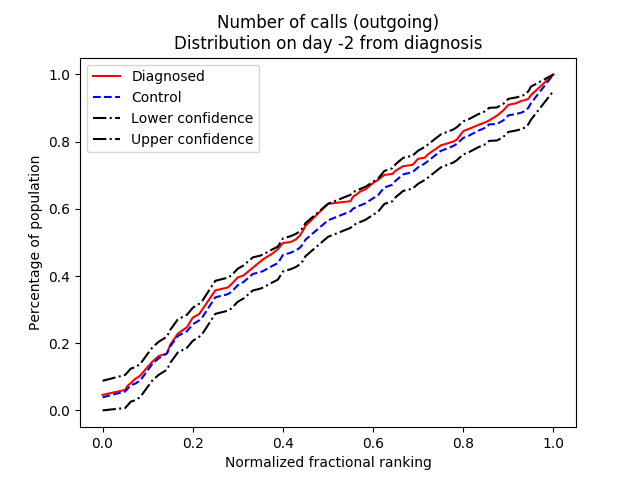 Number of calls (outgoing)
Distribution on day -2 from diagnosis
Diagnosed
Control
Lower confidence
Upper confidence
Percentage of population
1.0
0.8
0.6
0.4
0.2
0.0
0.0 0.2 0.4 0.6 0.8 1.0
Normalized fractional ranking